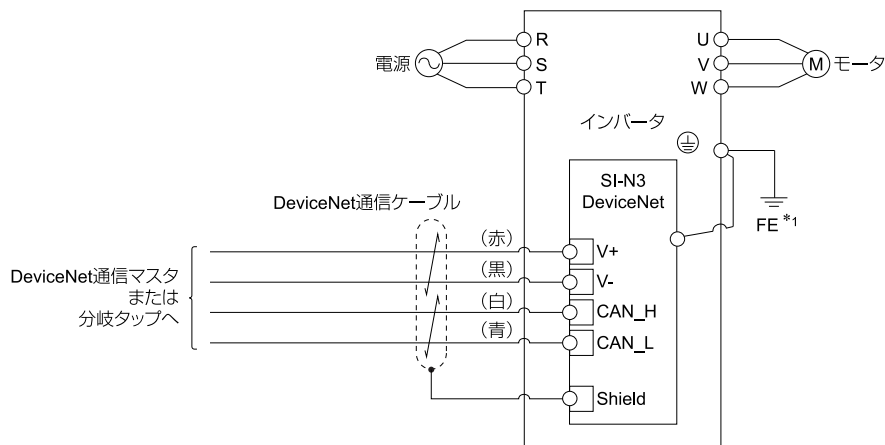 電源
R
S
T
U
V
W
M
モータ
インバータ
SI-N3
DeviceNet
FE *1
DeviceNet通信ケーブル
DeviceNet通信マスタ
または
分岐タップへ
(赤)
V+
(黒)
V-
(白)
CAN_H
(青)
CAN_L
Shield